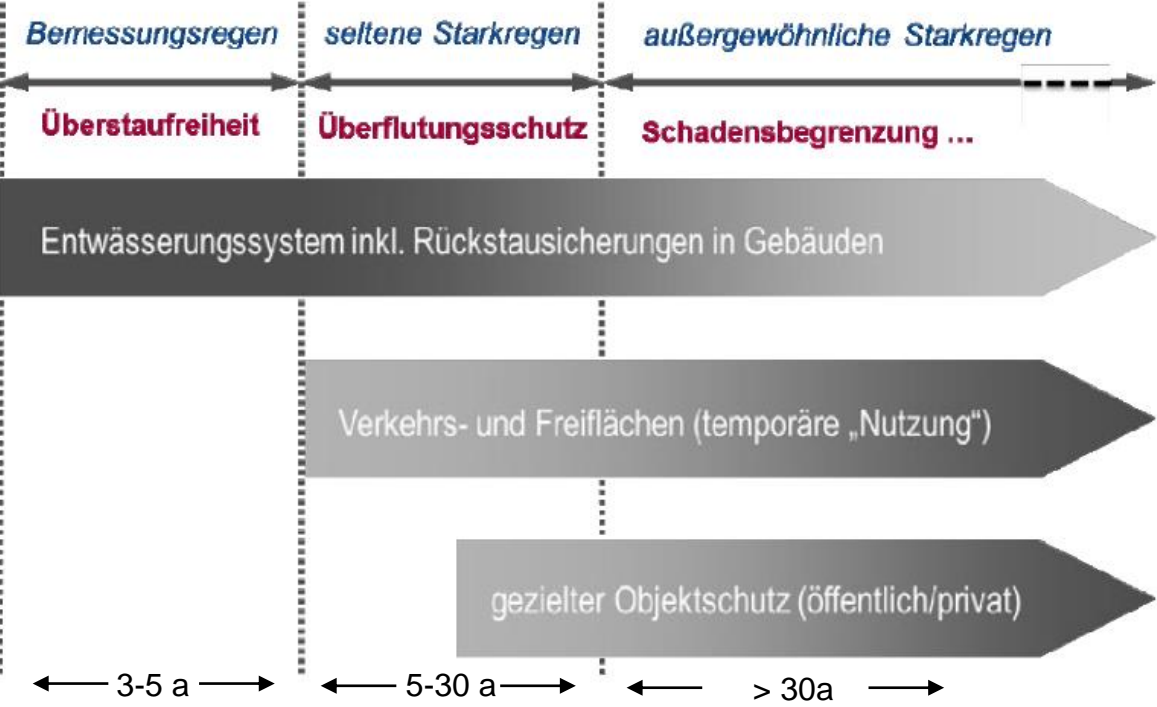 Bemessungsregen seltene Starkregen außergewöhnliche Starkregen
Überstaufreiheit Überflutungsschutz Schadensbegrenzung ...
Entwässerungssystem inkl. Rückstausicherungen in Gebäuden
Verkehrs- und Freiflächen (temporäre „Nutzung“)
gezielter Objektschutz (öffentlich/privat)
3-5 a 5-30 a > 30a